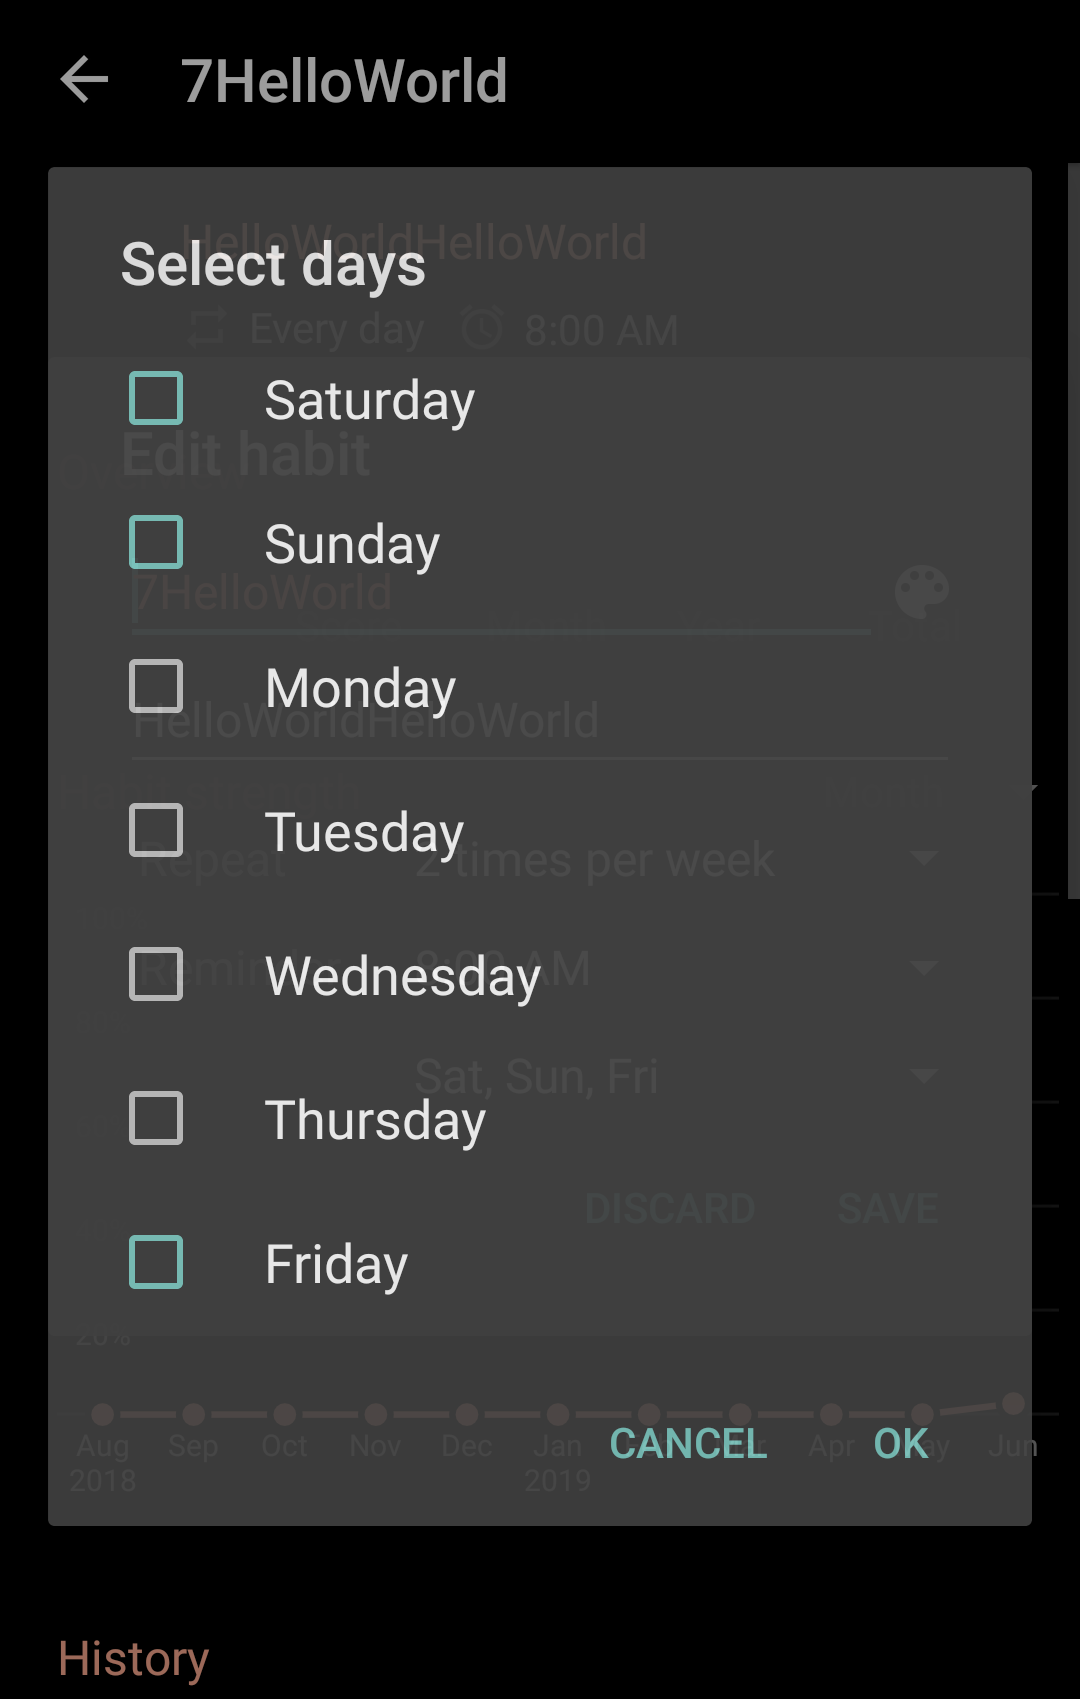 7HelloWorld
HelloWorldHelloWorld
Select days
Every day 8:00 AM
Saturday
Edit habit
Sunday
7HelloWorld
Monday
HelloWorldHelloWorld
Tuesday
Repeat 2 times per week
Wednesday
8:00 AM
Sat, Sun, Fri
Thursday
DISCARD SAVE
Friday
20%
Aug Sep Oct Nov Dec Jan Apr Jun
CANCEL OK
2018 2019
History